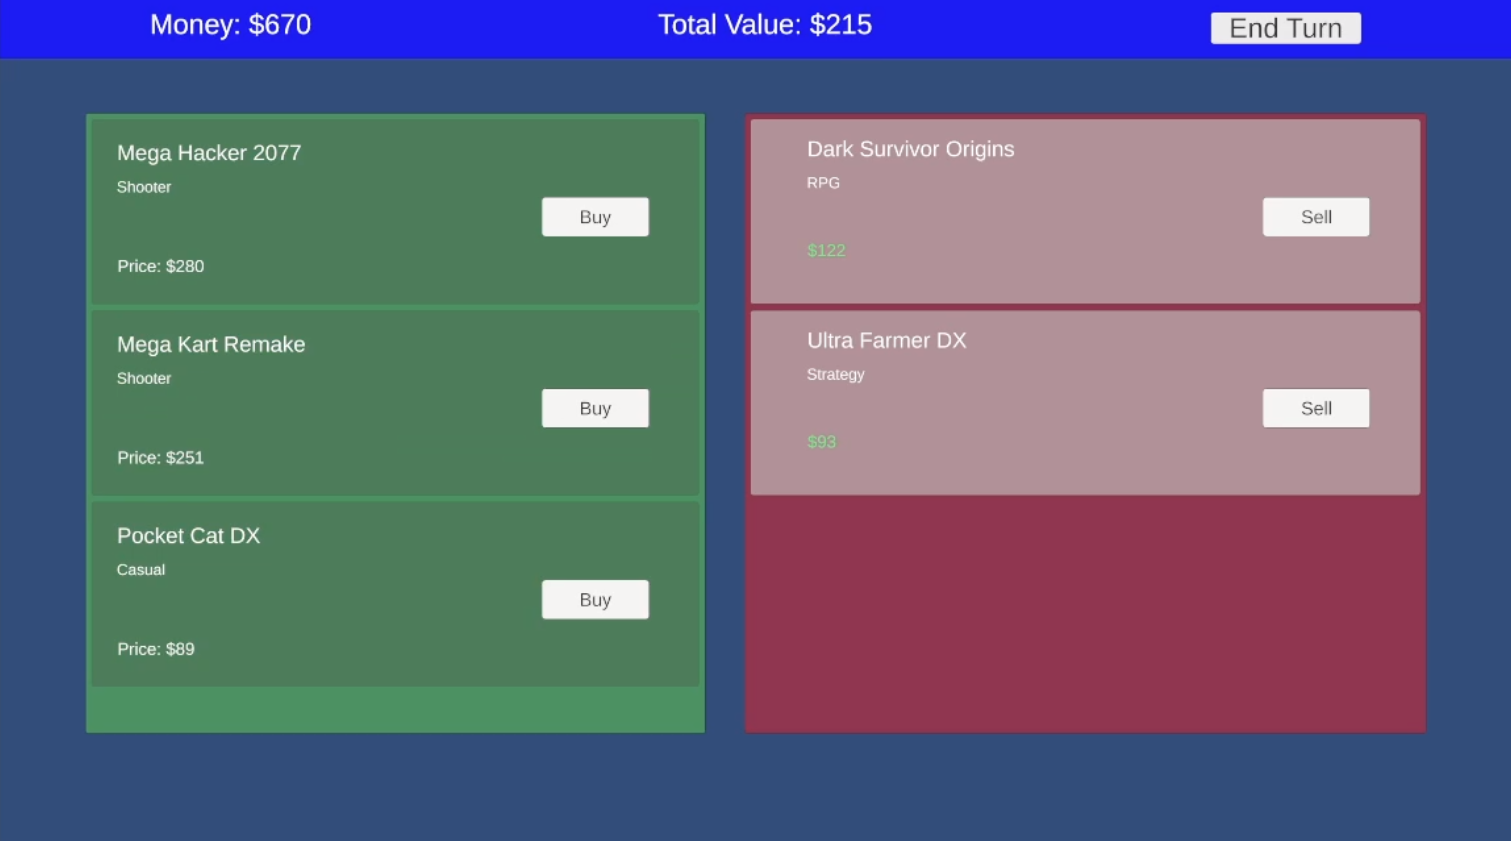 Money: $670
Total Value: $215
End Turn
Mega Hacker 2077
Shooter
Buy
Price: $280
Mega Kart Remake
Shooter
Buy
Price: $251
Pocket Cat DX
Casual
Buy
Price: $89
Dark Survivor Origins
RPG
Sell
$122
Ultra Farmer DX
Strategy
Sell
$93